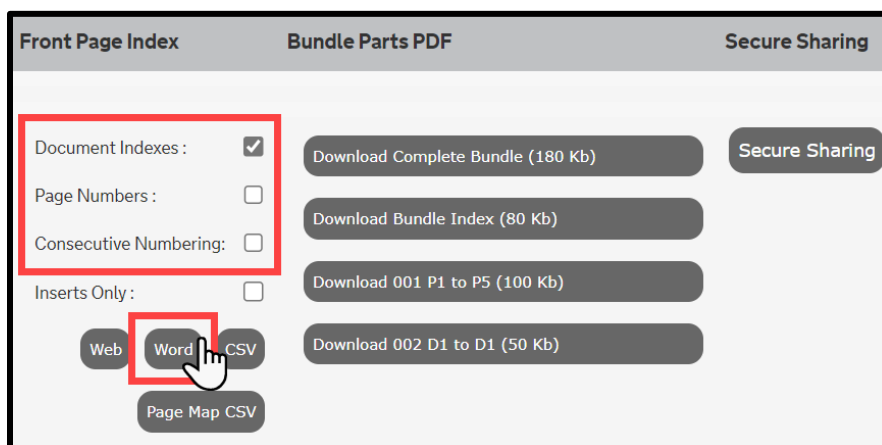 Front Page Index
Bundle Parts PDF
Secure Sharing
Document Indexes :
Page Numbers :
Consecutive Numbering:
Inserts Only :
Web
Word
CSV
Page Map CSV
Download Complete Bundle (180 Kb)
Download Bundle Index (80 Kb)
Download 001 P1 to P5 (100 Kb)
Download 002 D1 to D1 (50 Kb)
Secure Sharing